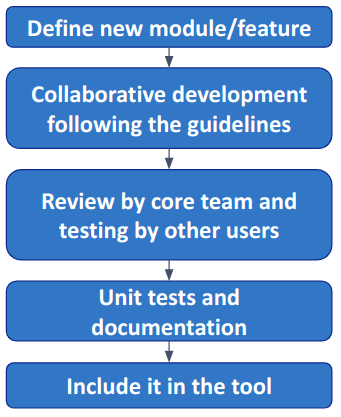 Define new module/feature
Collaborative development
following the guidelines
Review by core team and
testing by other users
Unit tests and
documentation
Include it in the tool